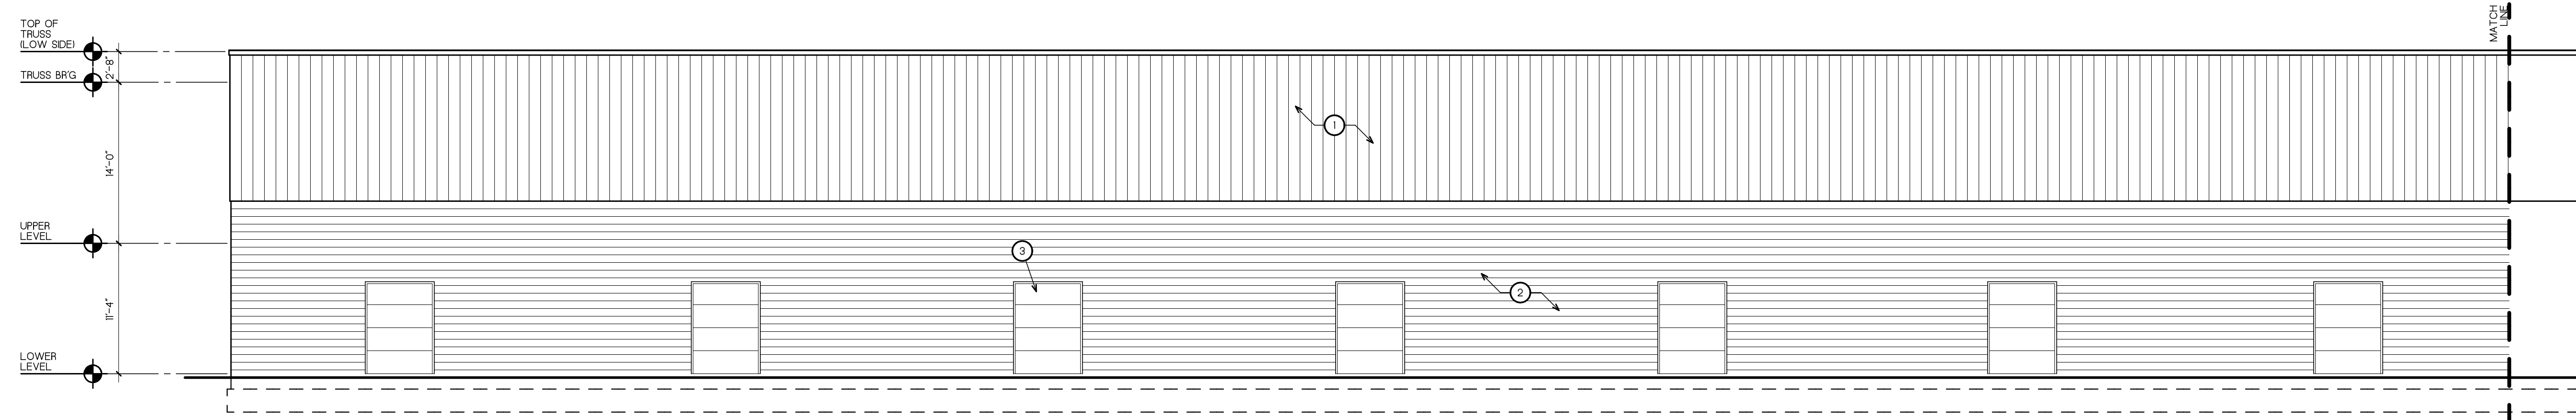 TOP OF
TRUSS
(LOW SIDE)
2'-8"
TRUSS BR'G
14'-0"
UPPER
LEVEL
11'-4"
LOWER
LEVEL
1
3
2
MATCH
LINE